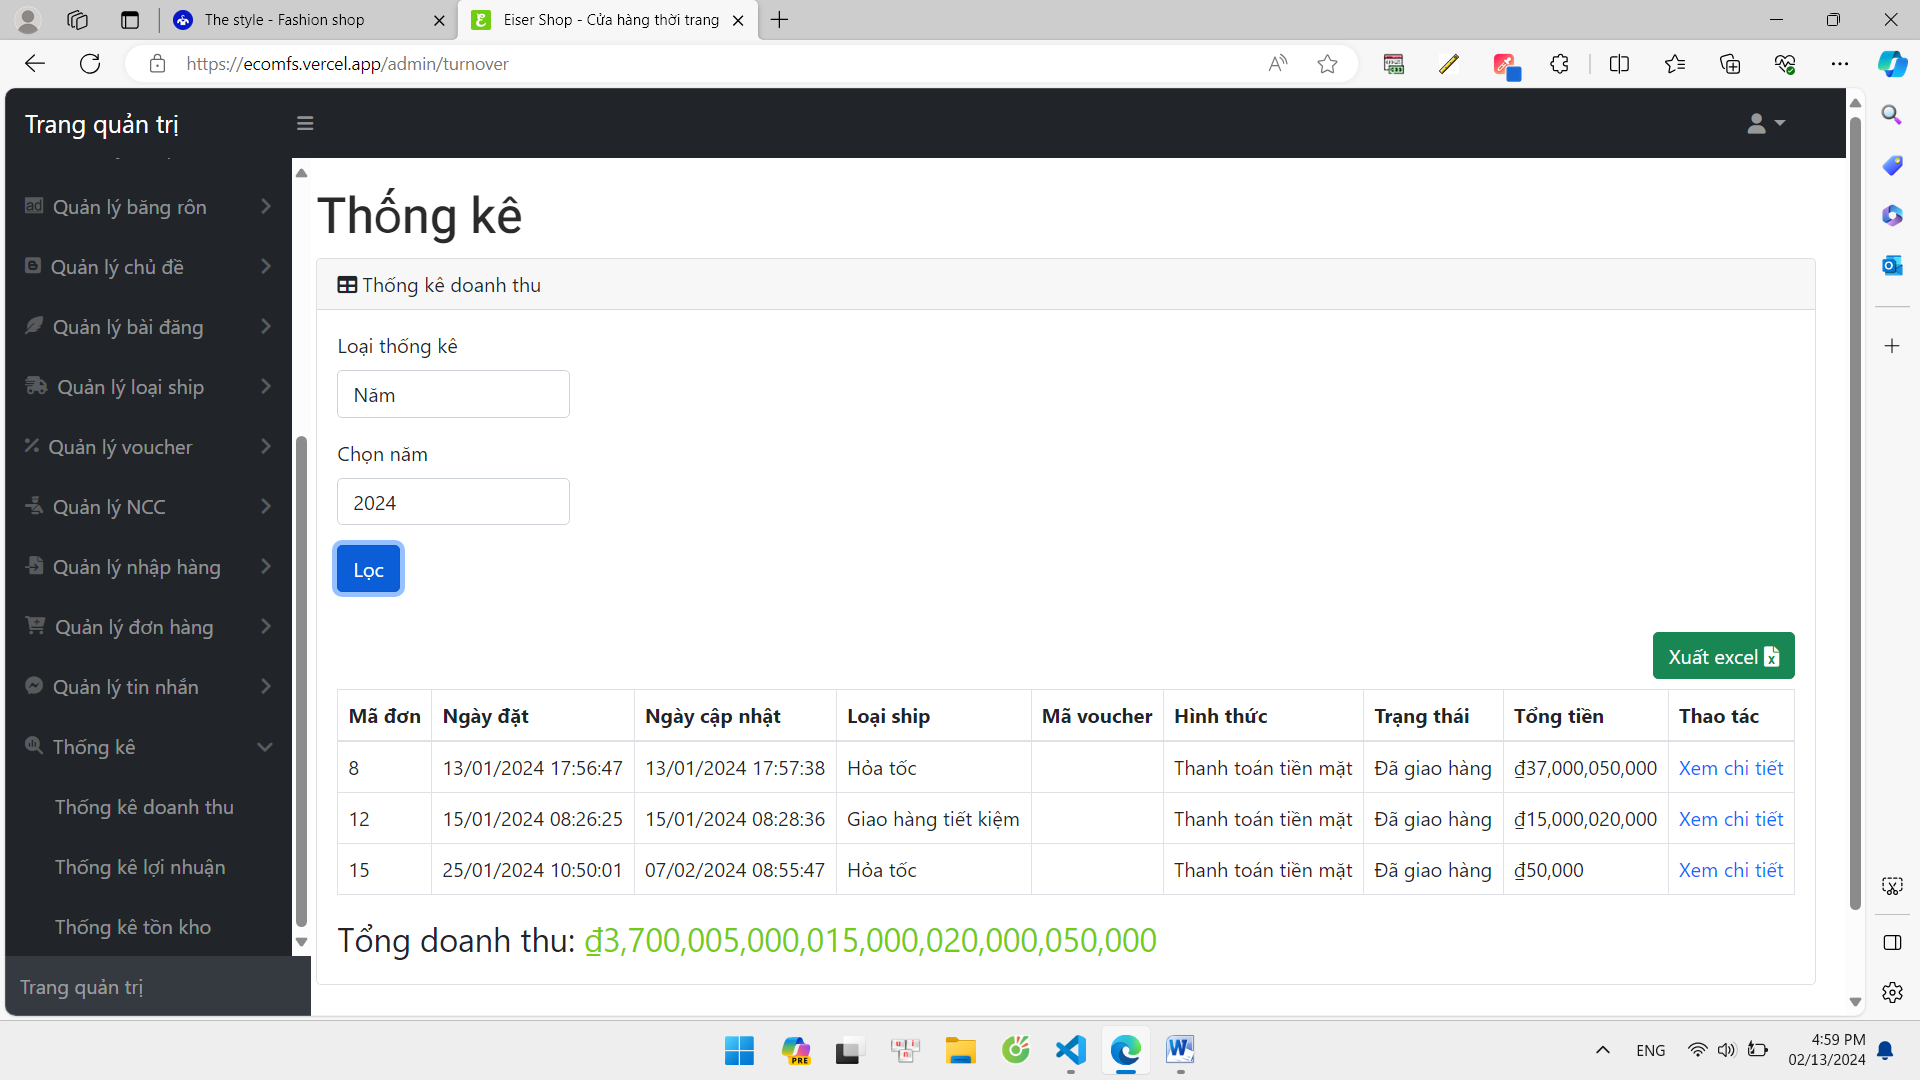 The style - Fashion shop
Eiser Shop - Cửa hàng thời trang
https://ecomfs.vercel.app/admin/turnover
Trang quản trị
Quản lý băng rôn
Quản lý chủ đề
Quản lý bài đăng
Quản lý loại ship
Quản lý voucher
Quản lý NCC
Quản lý nhập hàng
Quản lý đơn hàng
Quản lý tin nhắn
Thống kê
Thống kê doanh thu
Thống kê lợi nhuận
Thống kê tồn kho
Trang quản trị
Thống kê
Thống kê doanh thu
Loại thống kê
Năm
Chọn năm
2024
Lọc
Xuất excel
Mã đơn Ngày đặt Ngày cập nhật Loại ship Mã voucher Hình thức Trạng thái Tổng tiền Thao tác
8 13/01/2024 17:56:47 13/01/2024 17:57:38 Hỏa tốc Thanh toán tiền mặt Đã giao hàng ₫37,000,050,000 Xem chi tiết
12 15/01/2024 08:26:25 15/01/2024 08:28:36 Giao hàng tiết kiệm Thanh toán tiền mặt Đã giao hàng ₫15,000,020,000 Xem chi tiết
15 25/01/2024 10:50:01 07/02/2024 08:55:47 Hỏa tốc Thanh toán tiền mặt Đã giao hàng ₫50,000 Xem chi tiết
Tổng doanh thu: ₫3,700,005,000,015,000,020,000,050,000
ENG
4:59 PM
02/13/2024